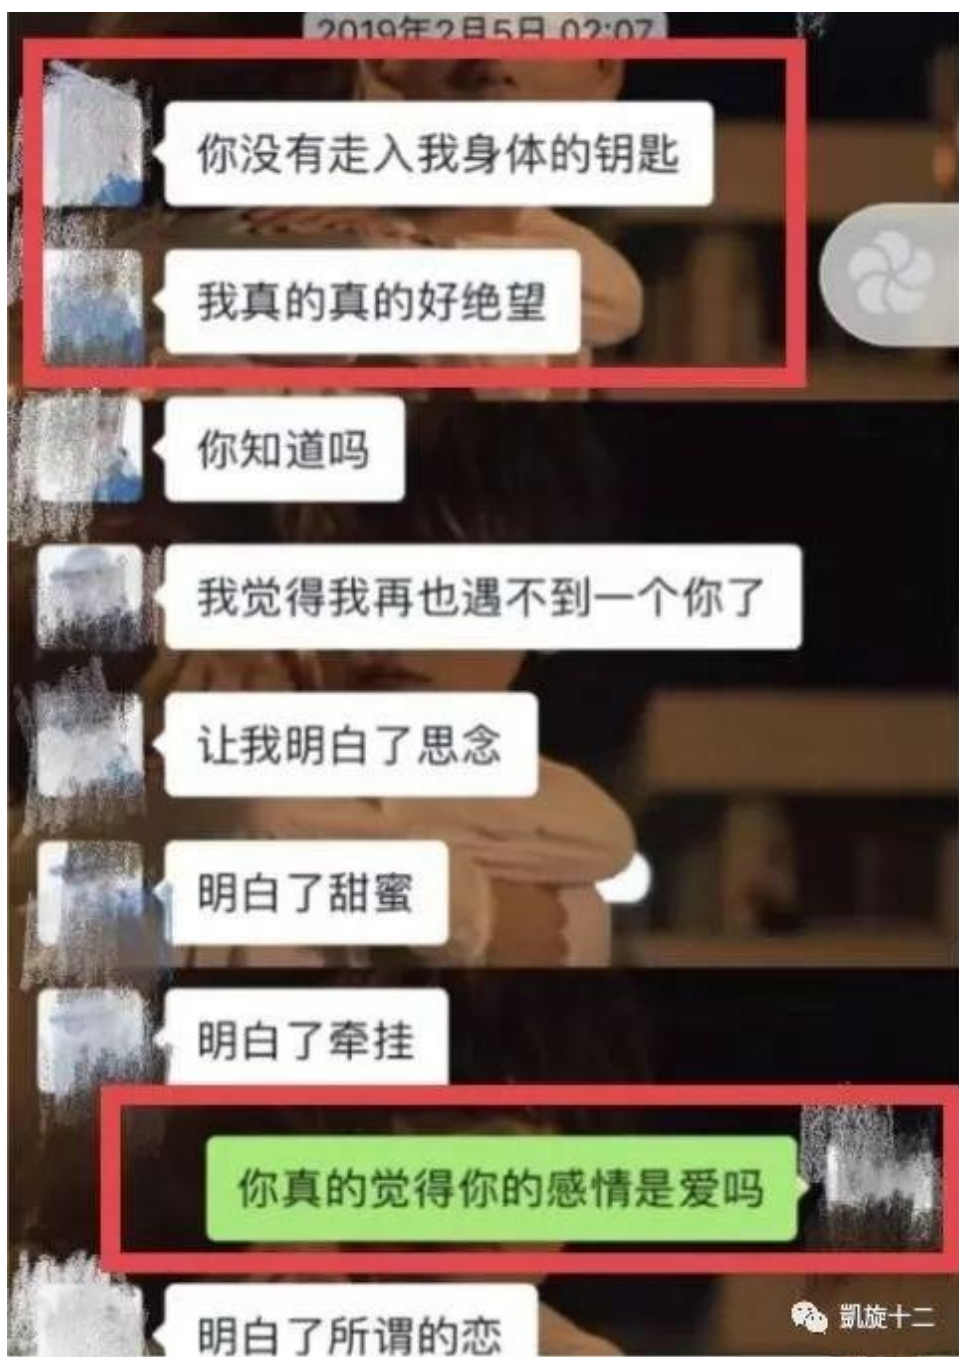 2019年2月5日 02:07
你没有走入我身体的钥匙
我真的真的好绝望
你知道吗
我觉得我再也遇不到一个你了
让我明白了思念
明白了甜蜜
明白了牵挂
你真的觉得你的感情是爱吗
明白了所谓的恋
凱旋十二